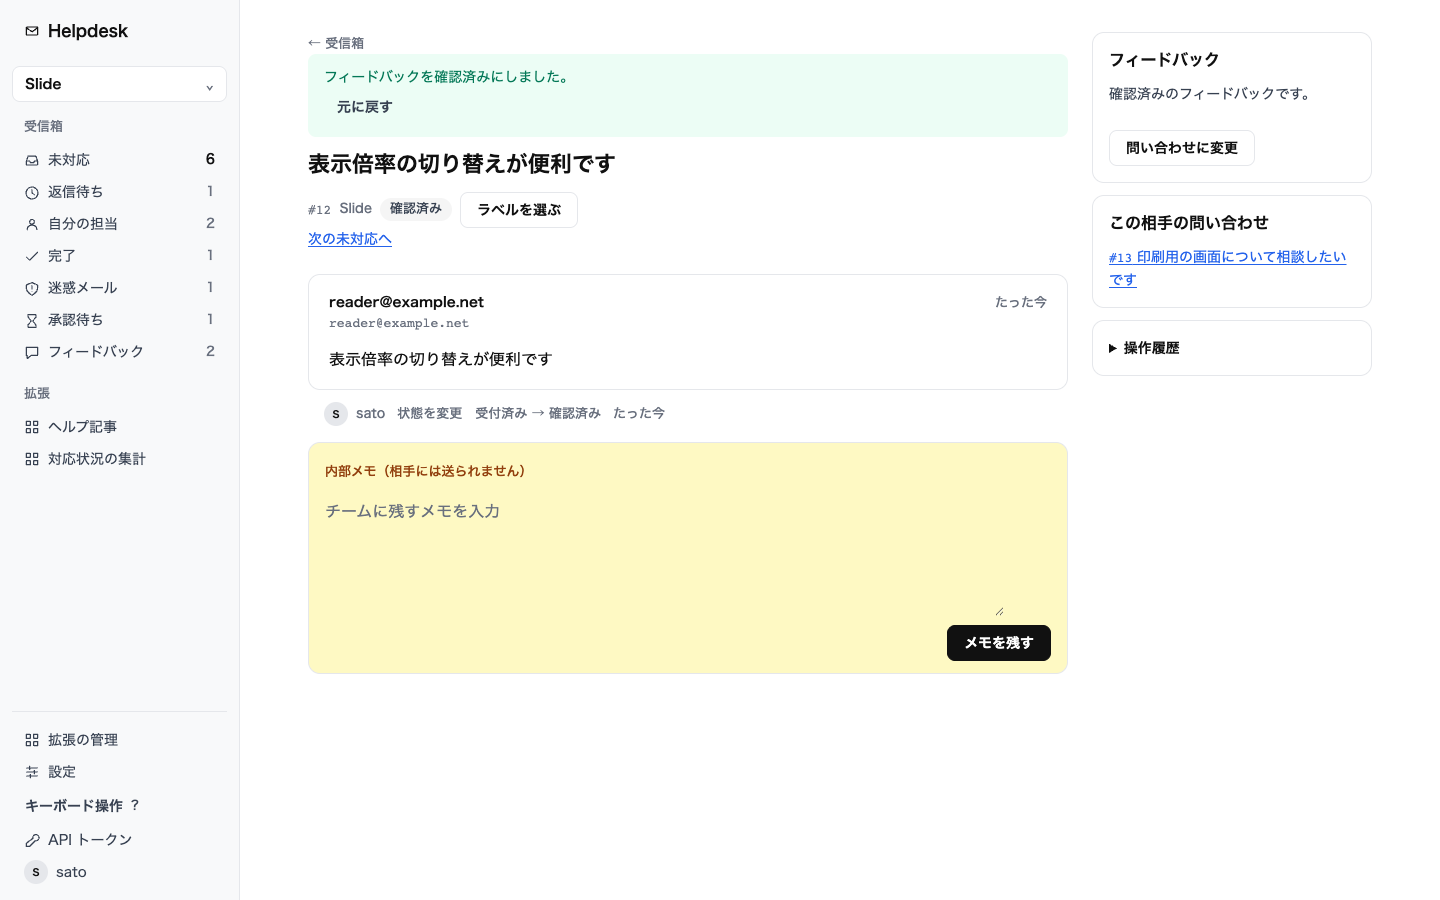 Helpdesk
Slide
受信箱
未対応 6
返信待ち 1
自分の担当 2
完了 1
迷惑メール 1
承認待ち 1
フィードバック 2
拡張
ヘルプ記事
対応状況の集計
拡張の管理
設定
キーボード操作 ?
API トークン
S sato
← 受信箱
フィードバックを確認済みにしました。
元に戻す
表示倍率の切り替えが便利です
#12 Slide 確認済み ラベルを選ぶ
次の未対応へ
reader@example.net たった今
reader@example.net
表示倍率の切り替えが便利です
S sato 状態を変更 受付済み → 確認済み たった今
内部メモ（相手には送られません）
チームに残すメモを入力
メモを残す
フィードバック
確認済みのフィードバックです。
問い合わせに変更
この相手の問い合わせ
#13 印刷用の画面について相談したい
です
▶ 操作履歴